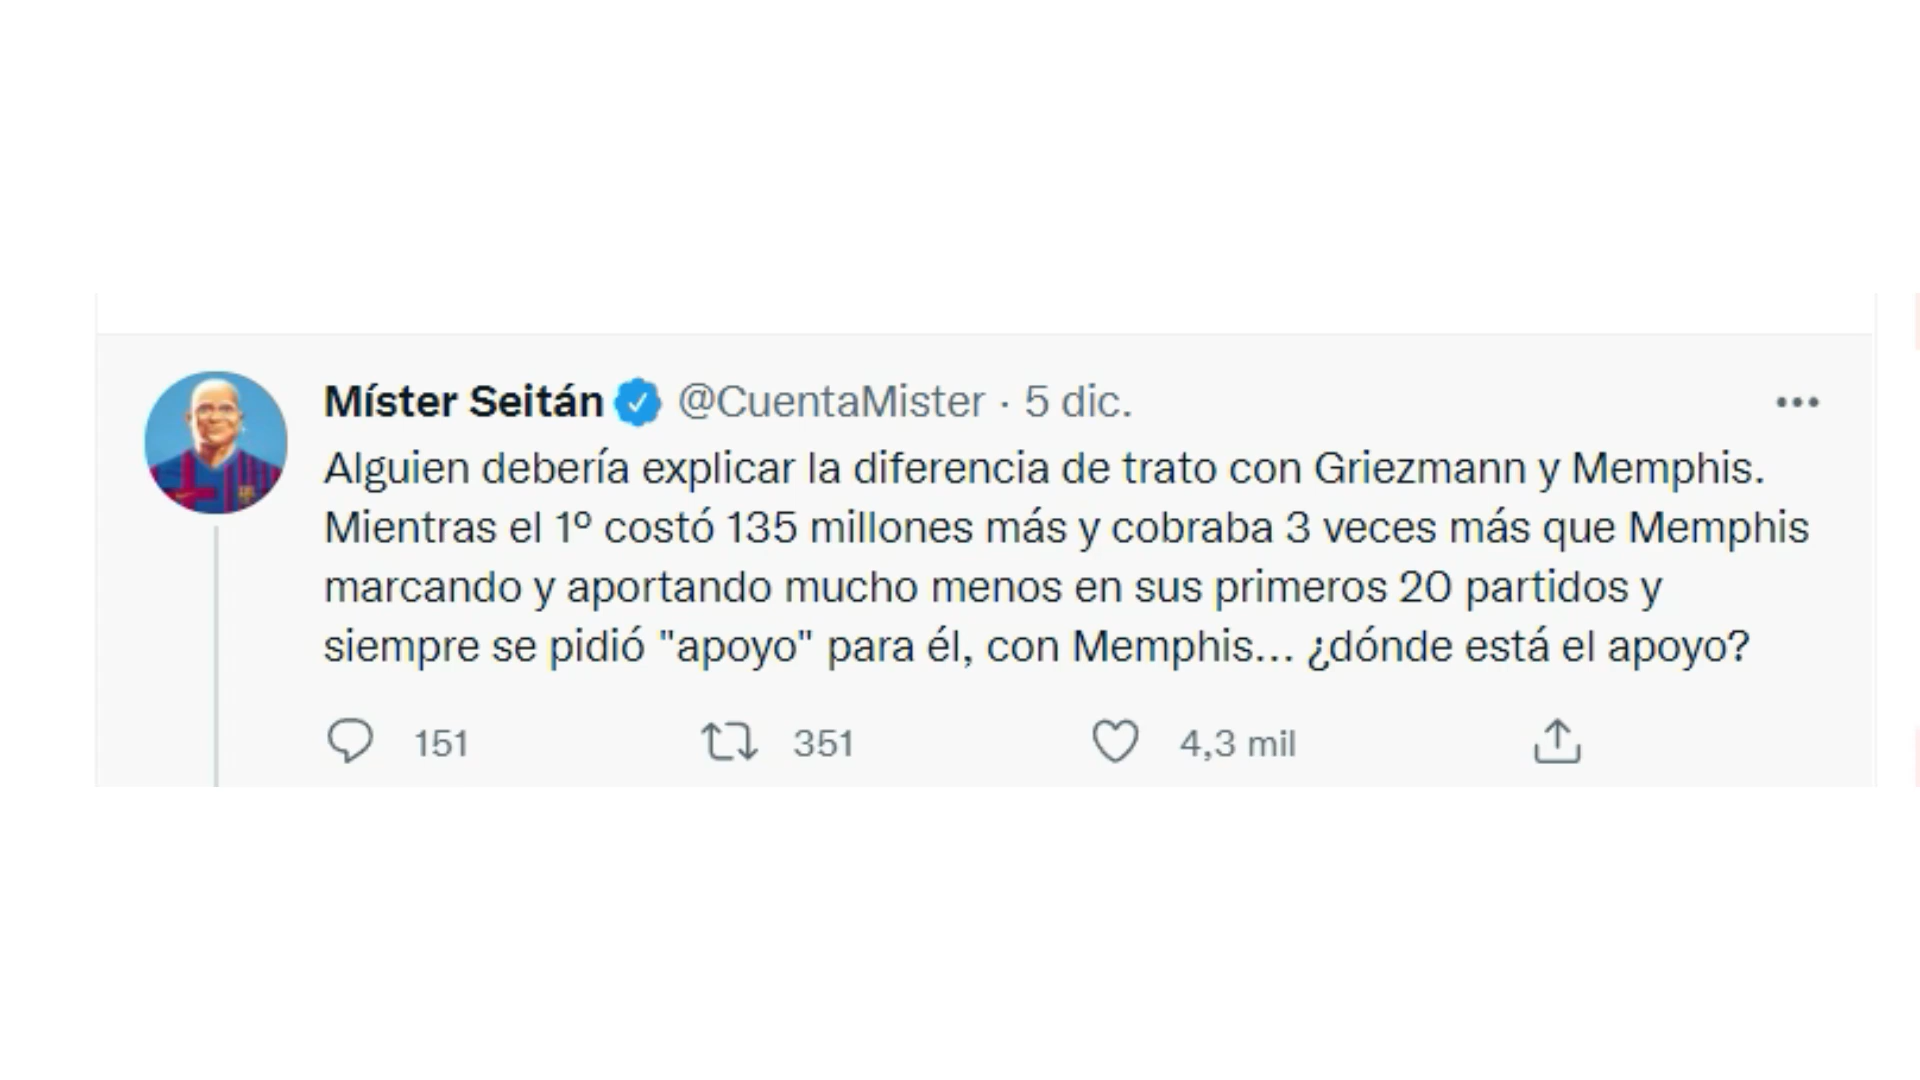 Míster Seitán @CuentaMister · 5 dic.
Alguien debería explicar la diferencia de trato con Griezmann y Memphis.
Mientras el 1º costó 135 millones más y cobraba 3 veces más que Memphis
marcando y aportando mucho menos en sus primeros 20 partidos y
siempre se pidió "apoyo" para él, con Memphis... ¿dónde está el apoyo?
151 351 4,3 mil